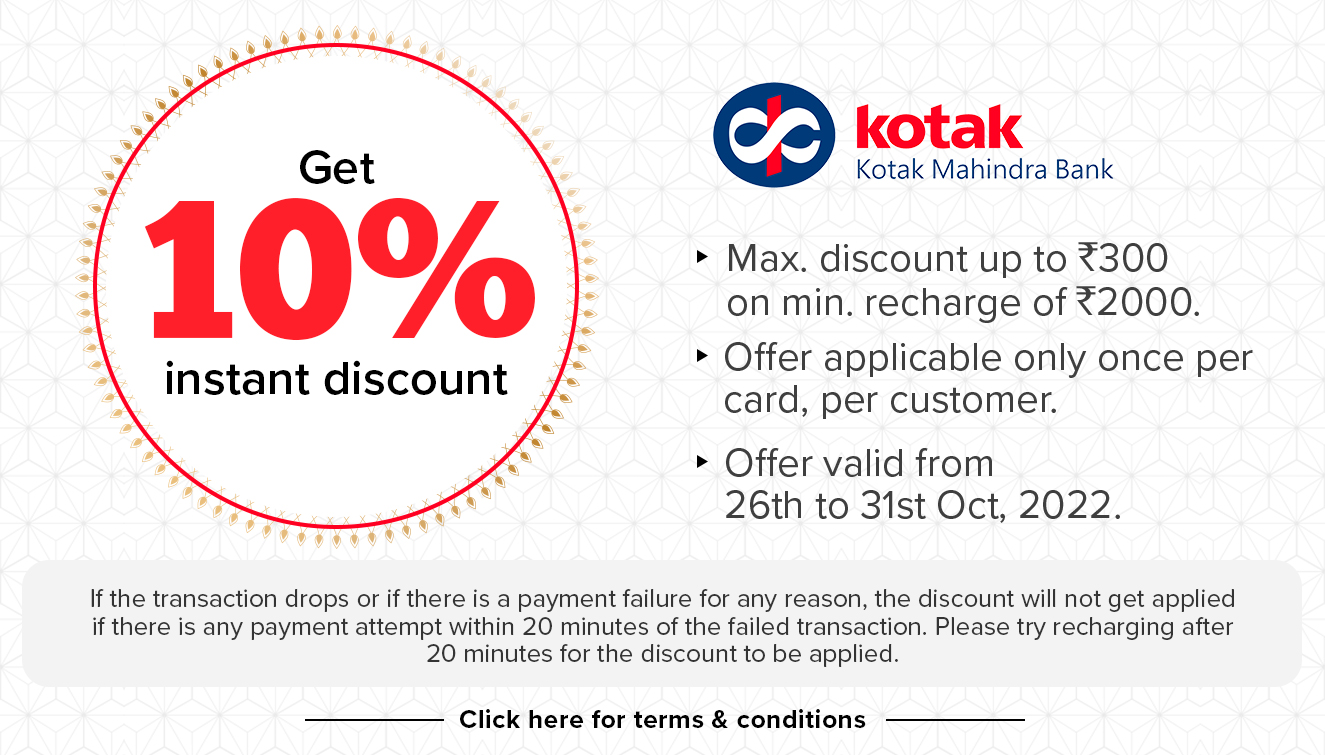 Get
10%
instant discount
kotak
Kotak Mahindra Bank
Max. discount up to ₹300
on min. recharge of ₹2000.
Offer applicable only once per
card, per customer.
Offer valid from
26th to 31st Oct, 2022.
If the transaction drops or if there is a payment failure for any reason, the discount will not get applied
if there is any payment attempt within 20 minutes of the failed transaction. Please try recharging after
20 minutes for the discount to be applied.
Click here for terms & conditions